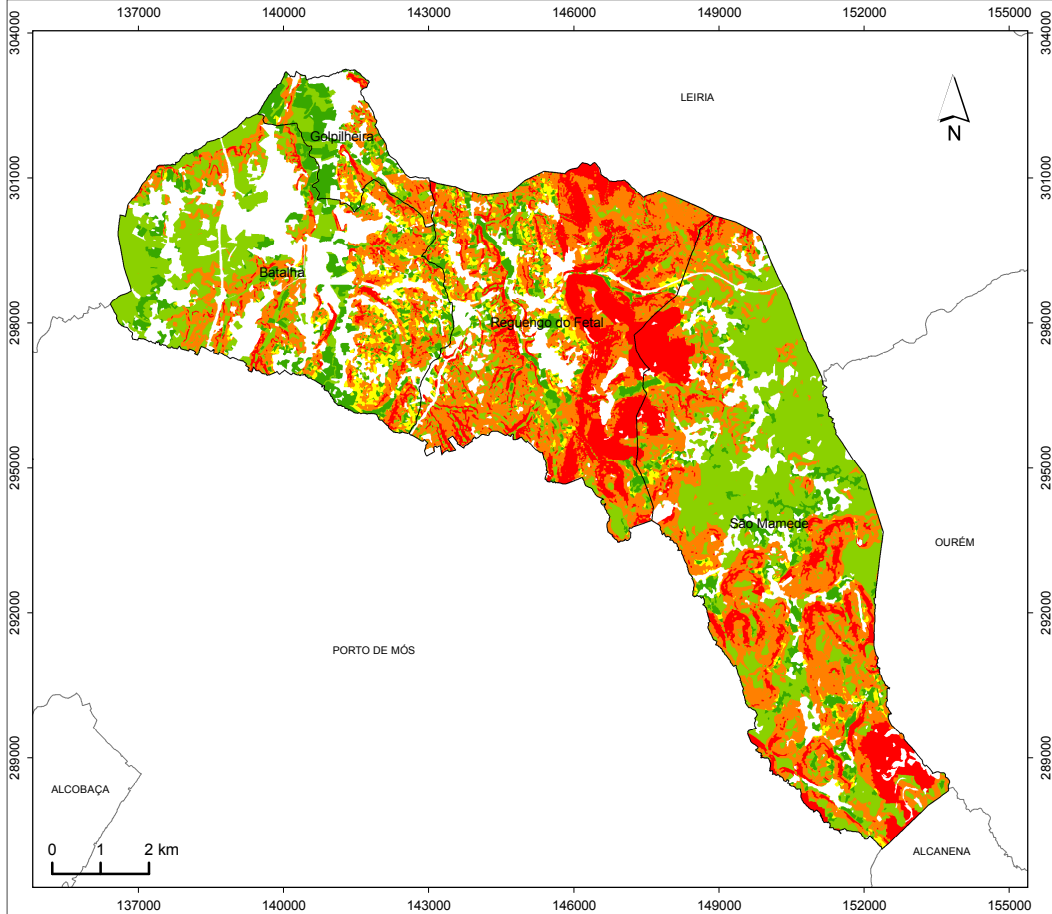 137000 140000 143000 146000 149000 152000 155000
304000 304000
LEIRIA
N
Golpilheira
301000 301000
Batalha
298000 298000
Reguengo do Fetal
295000 295000
São Mamede
OURÉM
292000 292000
PORTO DE MÓS
289000 289000
ALCOBAÇA
0 1 2 km
ALCANENA
137000 140000 143000 146000 149000 152000 155000